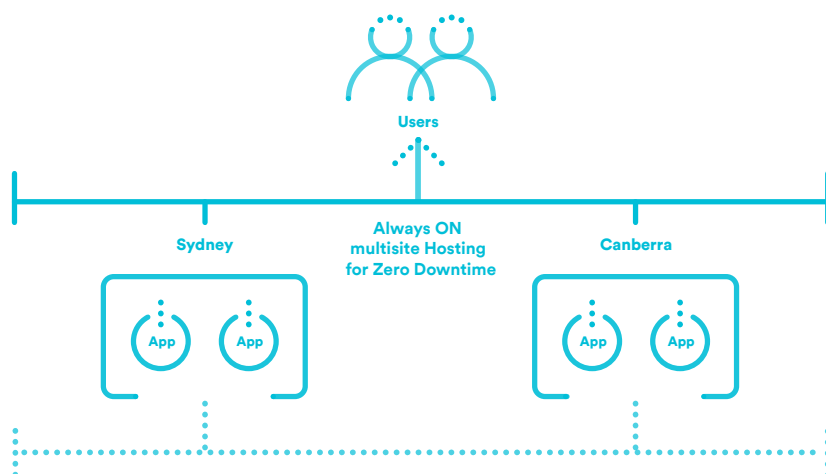 Users
Always ON
multisite Hosting
for Zero Downtime
Sydney
Canberra
App
App
App
App